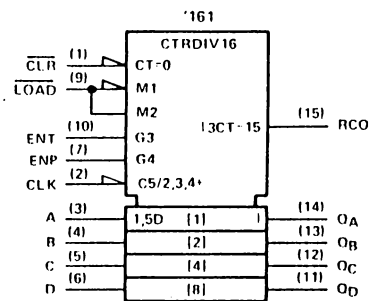 '161
CTRDIV16
CLR (1) CT=0
LOAD (9) M1
M2
ENT (10) G3 3CT=15 (15) RCO
ENP (7) G4
CLK (2) C5/2,3,4+
A (3) 1,5D [1] (14) QA
B (4) [2] (13) QB
C (5) [4] (12) QC
D (6) [8] (11) QD